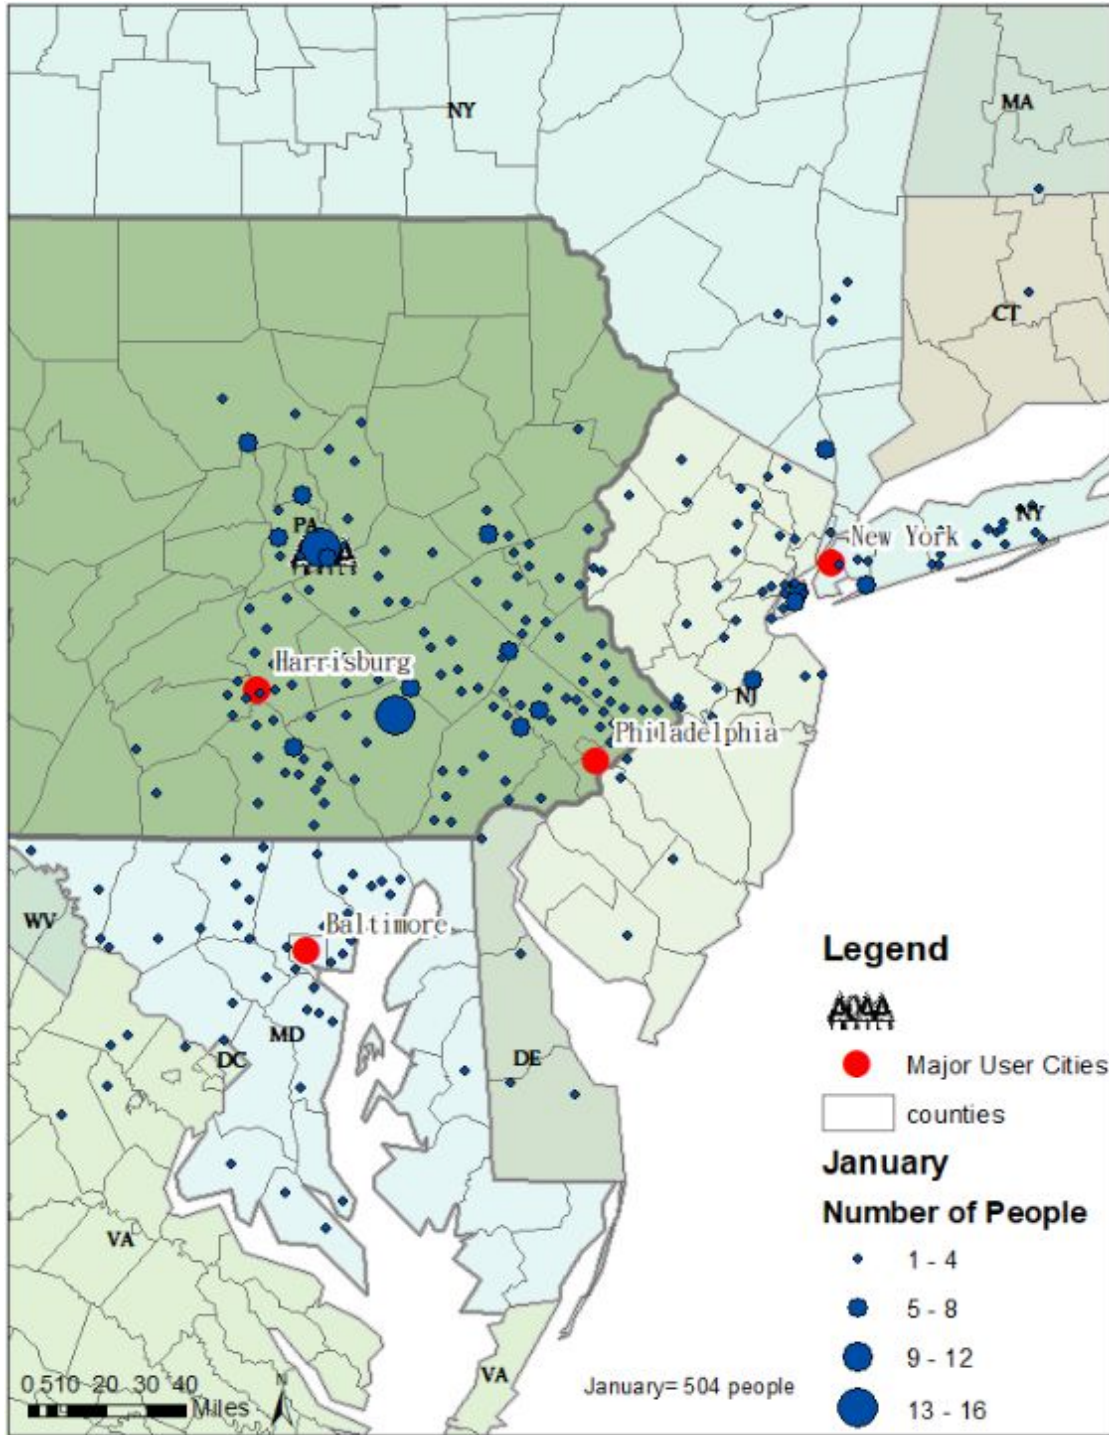 NY
MA
CT
PA
NY
New York
Harrisburg
NJ
Philadelphia
WV
Baltimore
MD
DC
DE
VA
VA
Legend
TRAILS
Major User Cities
counties
January
Number of People
1 - 4
5 - 8
9 - 12
13 - 16
January= 504 people
0 510 20 30 40
Miles
N